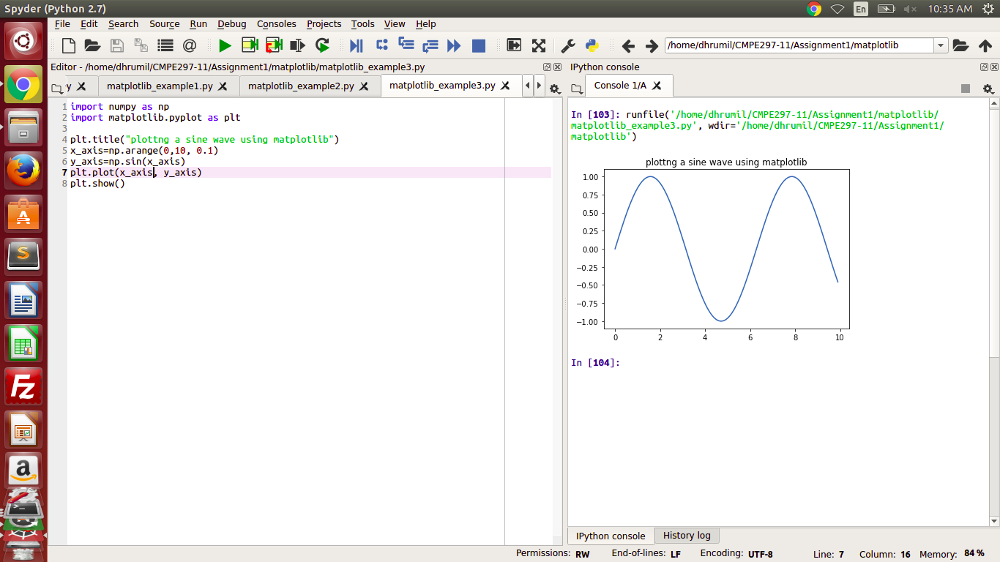 Spyder (Python 2.7)
En
10:35 AM
File Edit Search Source Run Debug Consoles Projects Tools View Help
@
/home/dhrumil/CMPE297-11/Assignment1/matplotlib
Editor - /home/dhrumil/CMPE297-11/Assignment1/matplotlib/matplotlib_example3.py
y matplotlib_example1.py matplotlib_example2.py matplotlib_example3.py
1 import numpy as np
2 import matplotlib.pyplot as plt
3
4 plt.title("plottng a sine wave using matplotlib")
5 x_axis=np.arange(0,10, 0.1)
6 y_axis=np.sin(x_axis)
7 plt.plot(x_axis, y_axis)
8 plt.show()
IPython console
Console 1/A
In [103]: runfile('/home/dhrumil/CMPE297-11/Assignment1/matplotlib/
matplotlib_example3.py', wdir='/home/dhrumil/CMPE297-11/Assignment1/
matplotlib')
plottng a sine wave using matplotlib
1.00
0.75
0.50
0.25
0.00
−0.25
−0.50
−0.75
−1.00
0 2 4 6 8 10
In [104]:
IPython console History log
Permissions: RW End-of-lines: LF Encoding: UTF-8 Line: 7 Column: 16 Memory: 84 %
A
S
Fz
a